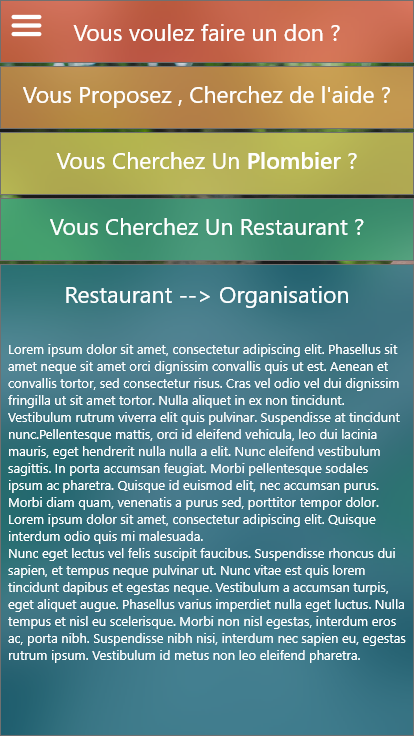 Vous voulez faire un don ?
Vous Proposez , Cherchez de l'aide ?
Vous Cherchez Un Plombier ?
Vous Cherchez Un Restaurant ?
Restaurant --> Organisation
Lorem ipsum dolor sit amet, consectetur adipiscing elit. Phasellus sit
amet neque sit amet orci dignissim convallis quis ut est. Aenean et
convallis tortor, sed consectetur risus. Cras vel odio vel dui dignissim
fringilla ut sit amet tortor. Nulla aliquet in ex non tincidunt.
Vestibulum rutrum viverra elit quis pulvinar. Suspendisse at tincidunt
nunc.Pellentesque mattis, orci id eleifend vehicula, leo dui lacinia
mauris, eget hendrerit nulla nulla a elit. Nunc eleifend vestibulum
sagittis. In porta accumsan feugiat. Morbi pellentesque sodales
ipsum ac pharetra. Quisque id euismod elit, nec accumsan purus.
Morbi diam quam, venenatis a purus sed, porttitor tempor dolor.
Lorem ipsum dolor sit amet, consectetur adipiscing elit. Quisque
interdum odio quis mi malesuada.
Nunc eget lectus vel felis suscipit faucibus. Suspendisse rhoncus dui
sapien, et tempus neque pulvinar ut. Nunc vitae est quis lorem
tincidunt dapibus et egestas neque. Vestibulum a accumsan turpis,
eget aliquet augue. Phasellus varius imperdiet nulla eget luctus. Nulla
tempus et nisl eu scelerisque. Morbi non nisl egestas, interdum eros
ac, porta nibh. Suspendisse nibh nisi, interdum nec sapien eu, egestas
rutrum ipsum. Vestibulum id metus non leo eleifend pharetra.